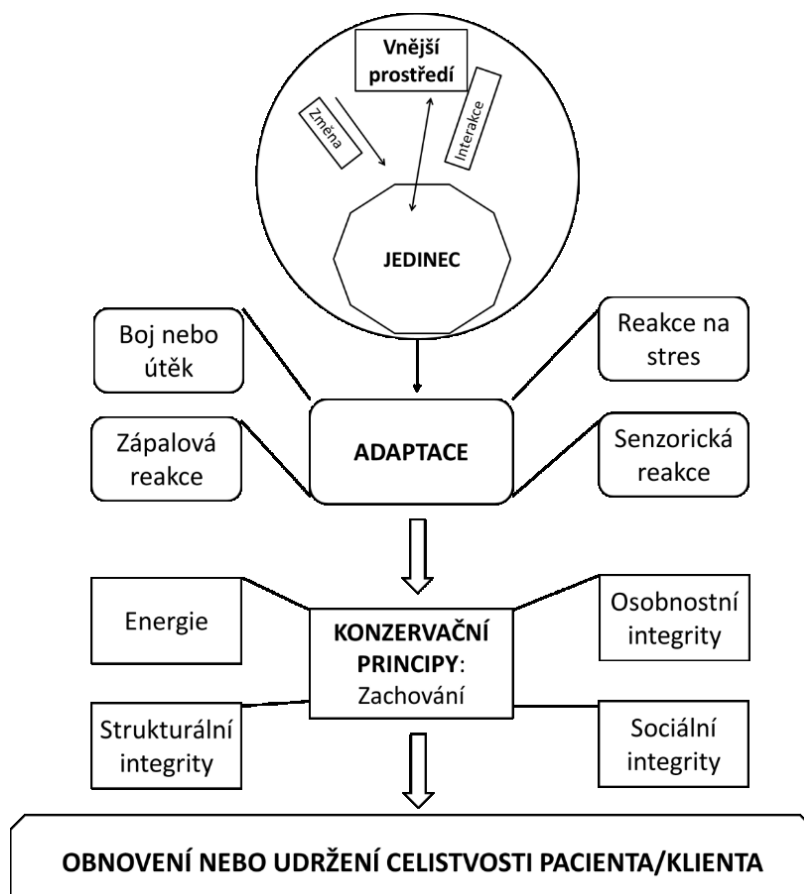 Vnější
prostředí
Změna
Interakce
JEDINEC
Boj nebo
útěk
Reakce na
stres
Zápalová
reakce
ADAPTACE
Senzorická
reakce
Energie
KONZERVAČNÍ
PRINCIPY:
Zachování
Osobnostní
integrity
Strukturální
integrity
Sociální
integrity
OBNOVENÍ NEBO UDRŽENÍ CELISTVOSTI PACIENTA/KLIENTA